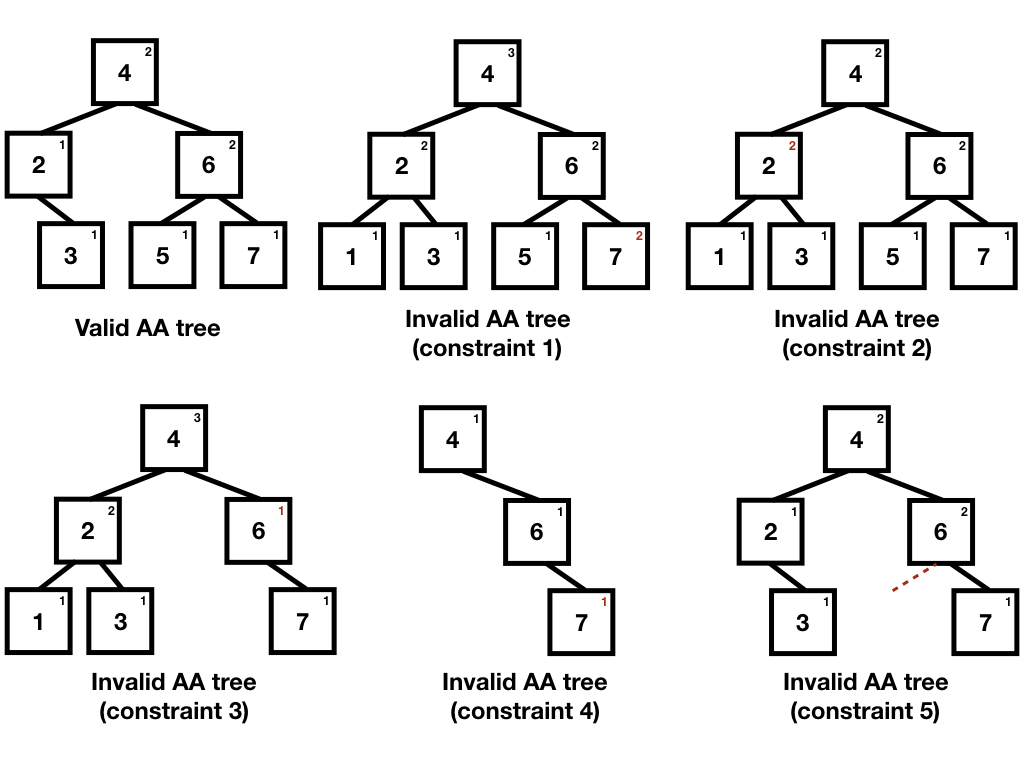 4 2
2 1 6 2
3 1 5 1 7 1
Valid AA tree
4 3
2 2 6 2
1 1 3 1 5 1 7 2
Invalid AA tree
(constraint 1)
4 2
2 2 6 2
1 1 3 1 5 1 7 1
Invalid AA tree
(constraint 2)
4 3
2 2 6 1
1 1 3 1 7 1
Invalid AA tree
(constraint 3)
4 1
6 1
7 1
Invalid AA tree
(constraint 4)
4 2
2 1 6 2
3 1 7 1
Invalid AA tree
(constraint 5)